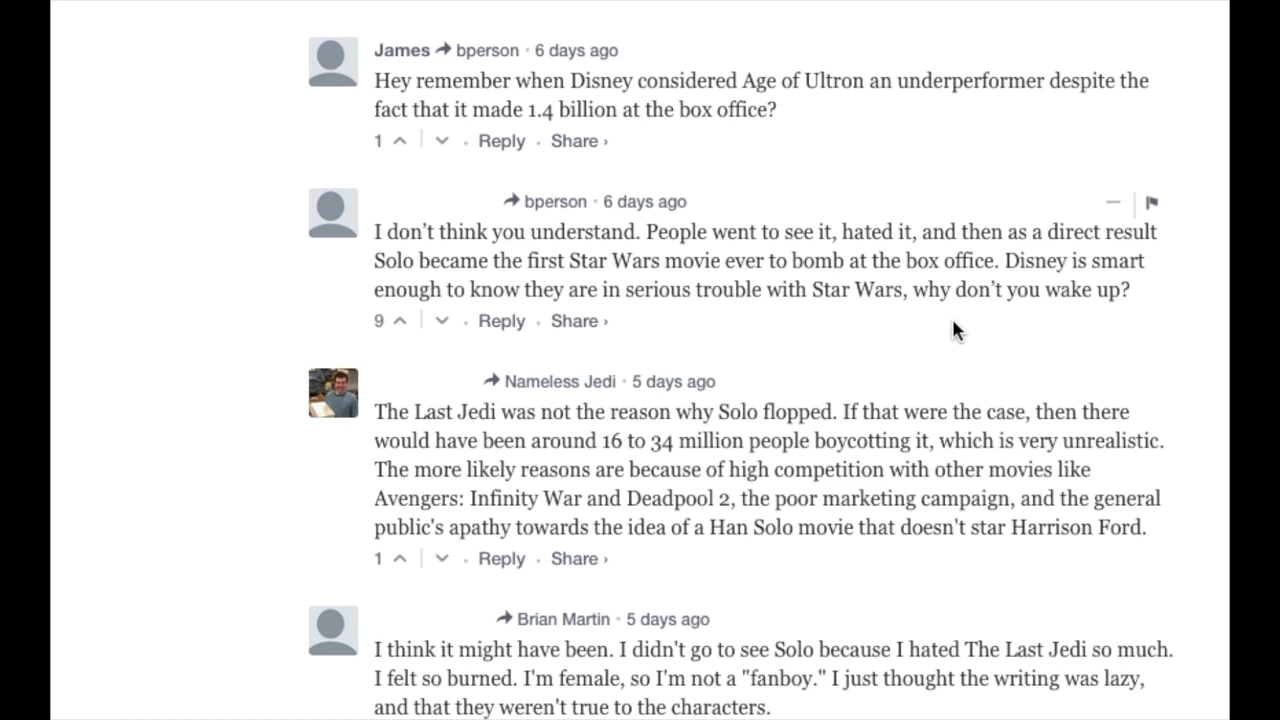 James → bperson • 6 days ago
Hey remember when Disney considered Age of Ultron an underperformer despite the
fact that it made 1.4 billion at the box office?
1 Reply • Share ›
→ bperson • 6 days ago
I don’t think you understand. People went to see it, hated it, and then as a direct result
Solo became the first Star Wars movie ever to bomb at the box office. Disney is smart
enough to know they are in serious trouble with Star Wars, why don’t you wake up?
9 Reply • Share ›
→ Nameless Jedi • 5 days ago
The Last Jedi was not the reason why Solo flopped. If that were the case, then there
would have been around 16 to 34 million people boycotting it, which is very unrealistic.
The more likely reasons are because of high competition with other movies like
Avengers: Infinity War and Deadpool 2, the poor marketing campaign, and the general
public's apathy towards the idea of a Han Solo movie that doesn't star Harrison Ford.
1 Reply • Share ›
→ Brian Martin • 5 days ago
I think it might have been. I didn't go to see Solo because I hated The Last Jedi so much.
I felt so burned. I'm female, so I'm not a "fanboy." I just thought the writing was lazy,
and that they weren't true to the characters.